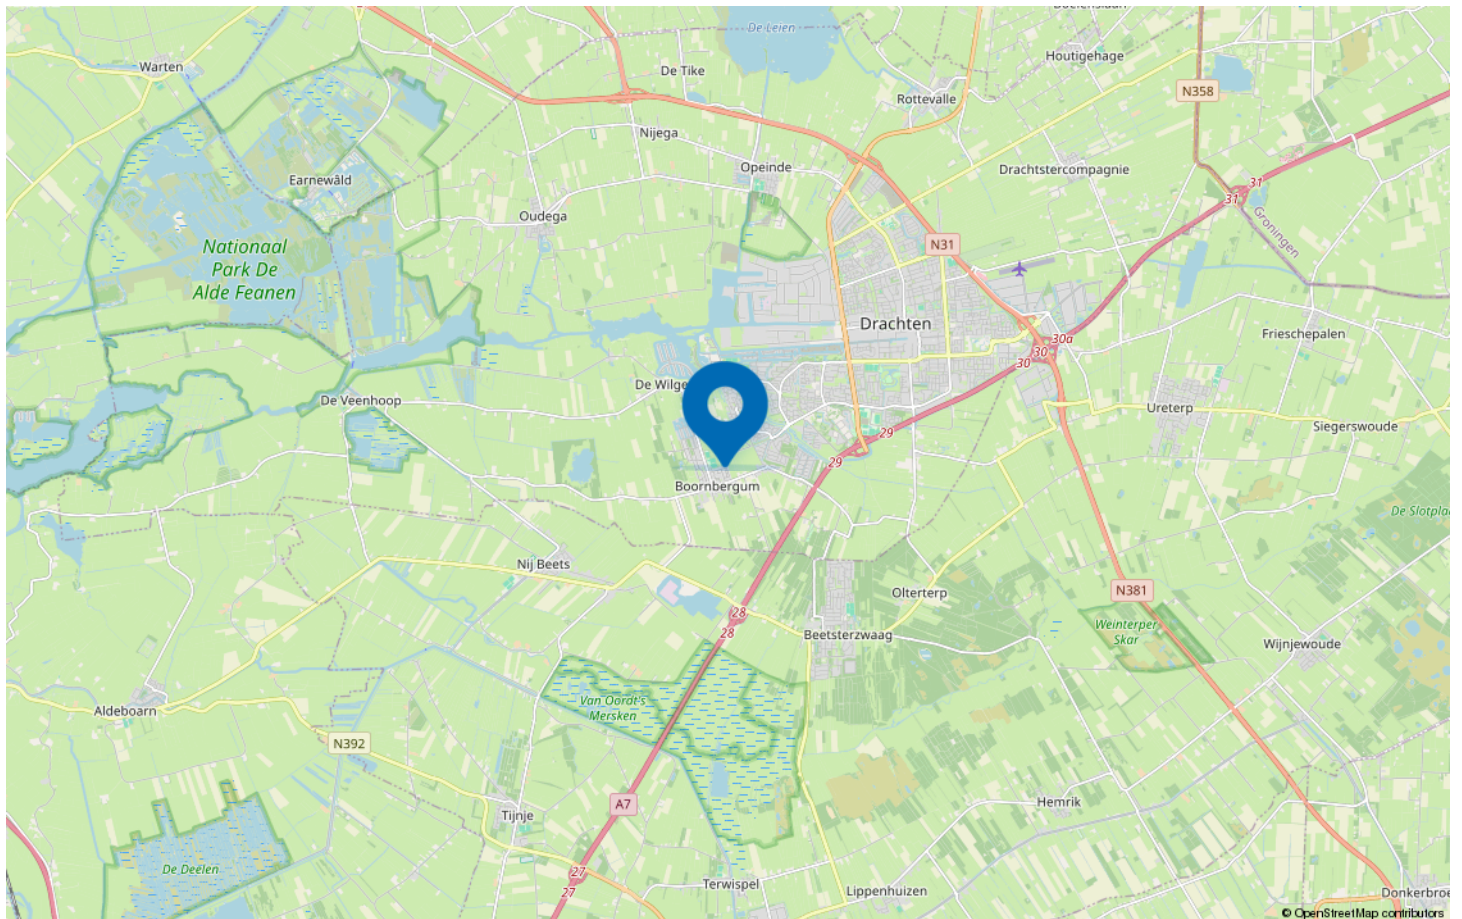 De Leien
Houtigehage
Warten
De Tike
N358
Rottevalle
Nijega
Opeinde
Drachtstercompagnie
Earnewâld
31
31
Oudega
Groningen
N31
Nationaal
Park De
Alde Feanen
Drachten
Frieschepalen
30a
30
30
De Wilge
De Veenhoop
Ureterp
Siegerswoude
29
29
Boornbergum
De Slotpla
Nij Beets
N381
Olterterp
28
28
Weinterper
Skar
Beetsterzwaag
Wijnjewoude
Van Oordt's
Mersken
Aldeboarn
N392
A7
Hemrik
Tijnje
De Deelen
27
27
Terwispel
Lippenhuizen
Donkerbroe
© OpenStreetMap contributors